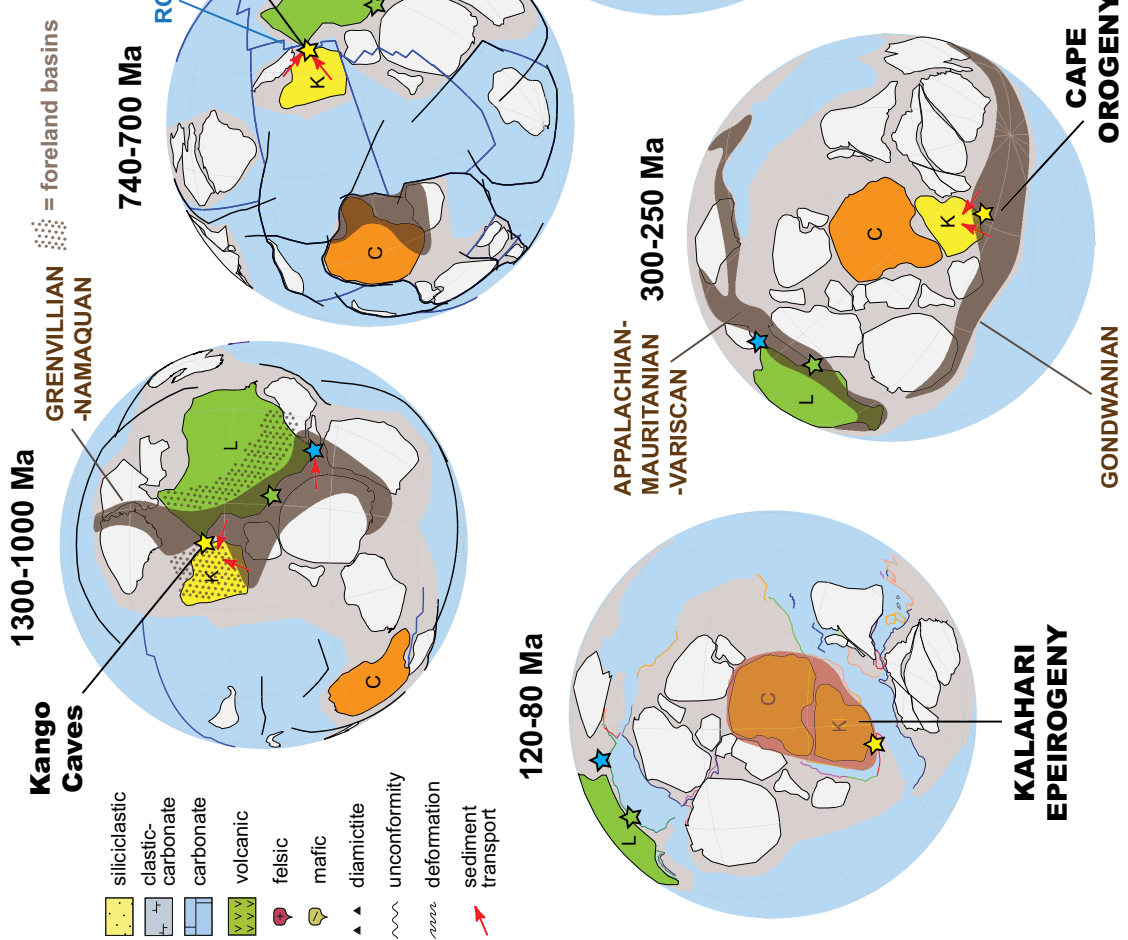 1300-1000 Ma
GRENVILLIAN
-NAMAQUAN
= foreland basins
740-700 Ma
RO
Kango
Caves
K
L
C
K
C
siliciclastic
clastic-
carbonate
carbonate
volcanic
felsic
mafic
diamictite
unconformity
deformation
sediment
transport
120-80 Ma
L
C
K
KALAHARI
EPEIROGENY
300-250 Ma
APPALACHIAN-
MAURITANIAN
-VARISCAN
L
C
K
CAPE
OROGENY
GONDWANIAN